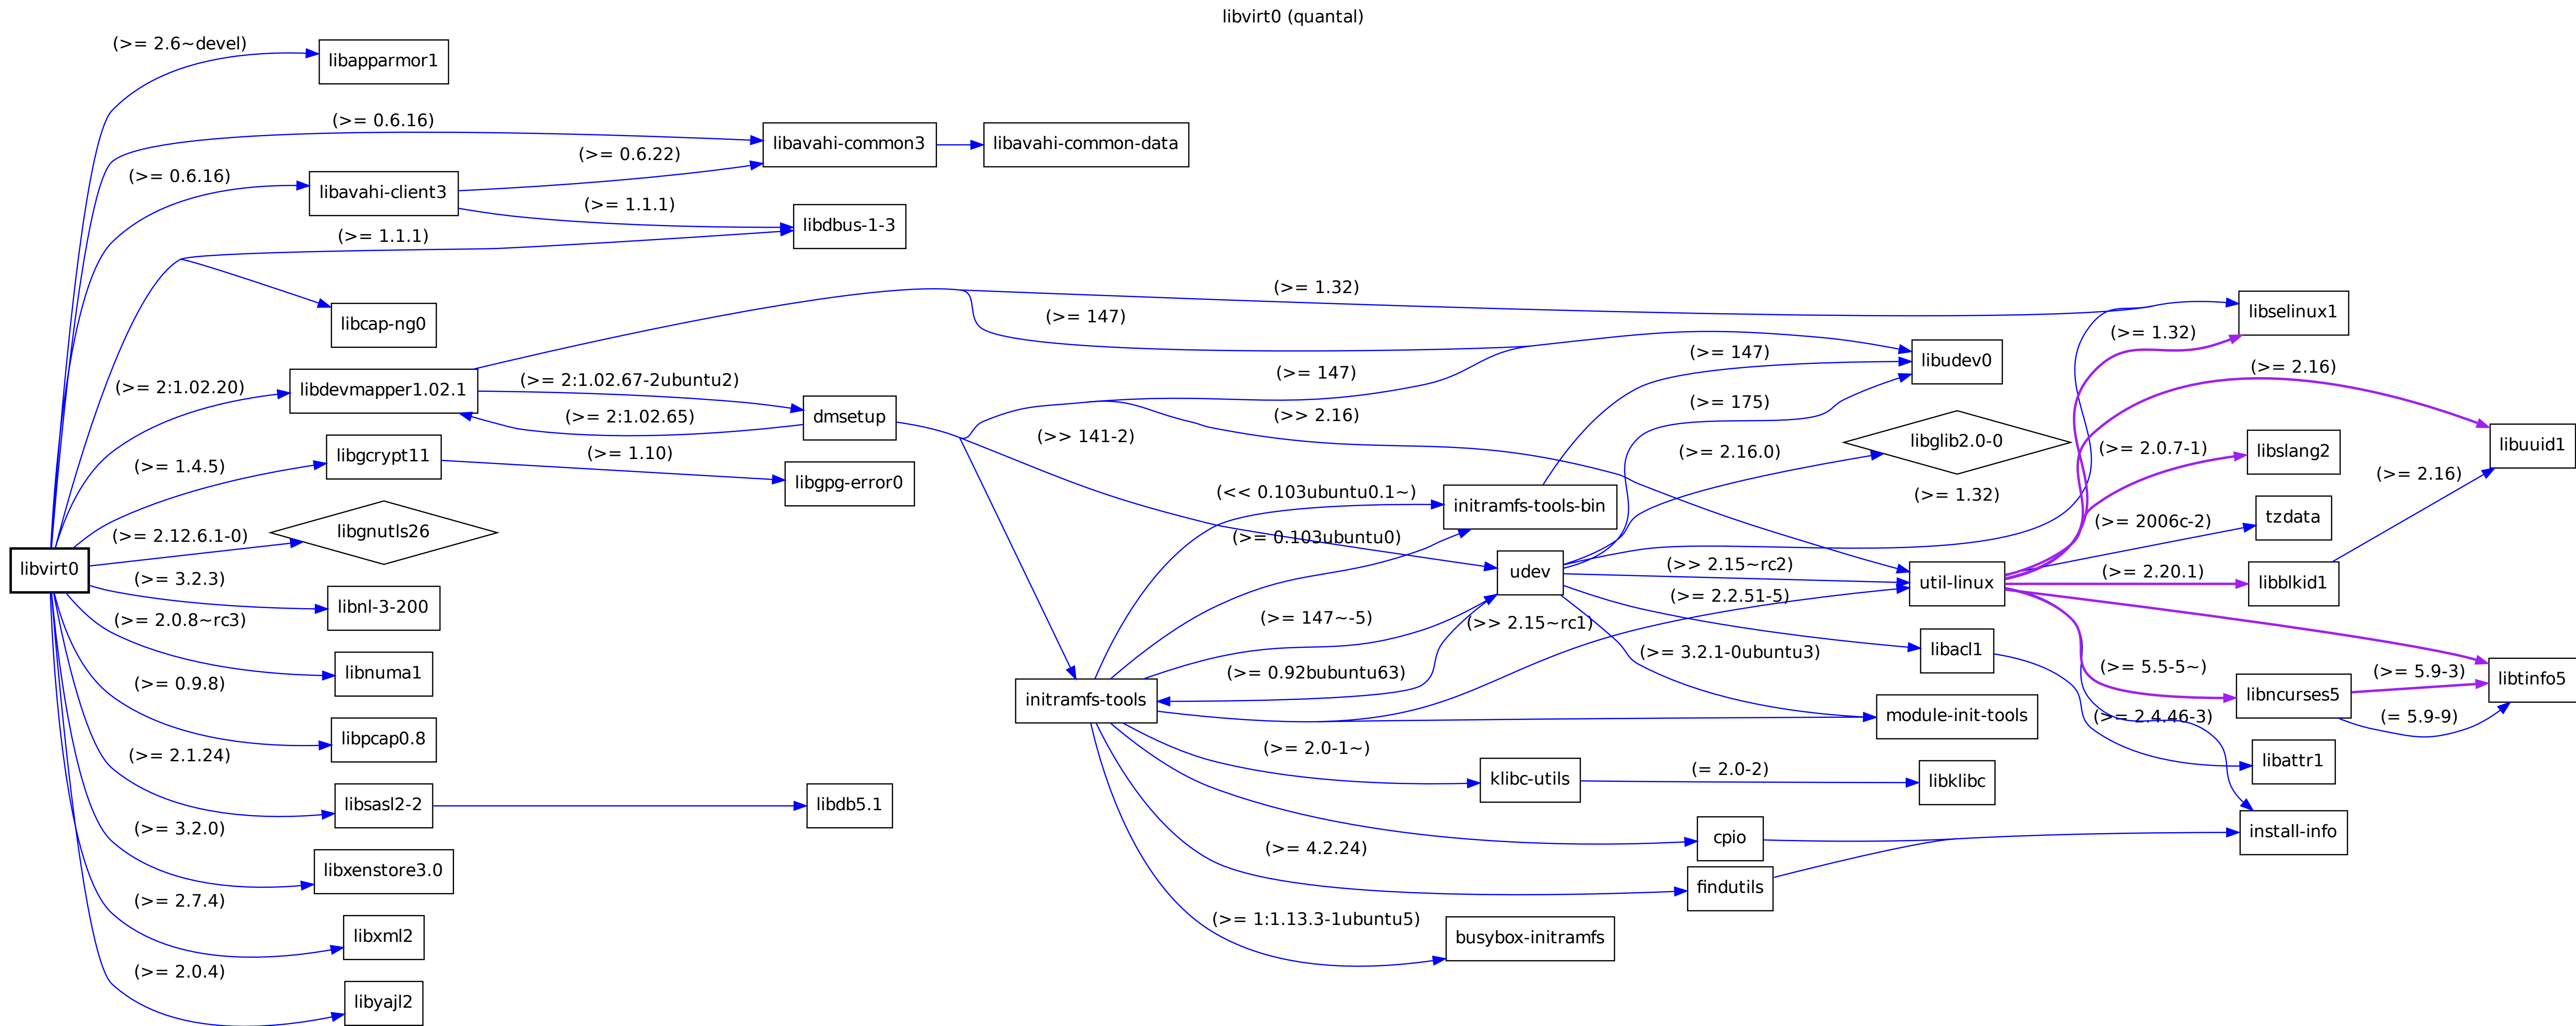 libvirt0 (quantal)
(>= 2.6~devel)
libapparmor1
(>= 0.6.16)
libavahi-common3
libavahi-common-data
(>= 0.6.22)
(>= 0.6.16)
libavahi-client3
(>= 1.1.1)
libdbus-1-3
(>= 1.1.1)
libcap-ng0
(>= 1.32)
(>= 147)
libselinux1
(>= 1.32)
(>= 147)
libudev0
(>= 147)
(>= 2.16)
(>= 2:1.02.20)
libdevmapper1.02.1
(>= 2:1.02.67-2ubuntu2)
(>= 2:1.02.65)
dmsetup
(>> 2.16)
(>= 175)
(>> 141-2)
libglib2.0-0
(>= 2.16.0)
(>= 2.0.7-1)
libslang2
libuuid1
(>= 1.4.5)
libgcrypt11
(>= 1.10)
libgpg-error0
(>= 2.16)
(<< 0.103ubuntu0.1~)
initramfs-tools-bin
(>= 1.32)
(>= 2006c-2)
tzdata
(>= 2.12.6.1-0)
libgnutls26
(>= 0.103ubuntu0)
libvirt0
udev
(>> 2.15~rc2)
util-linux
(>= 2.20.1)
libblkid1
(>= 3.2.3)
libnl-3-200
(>= 2.2.51-5)
(>= 2.0.8~rc3)
(>= 147~-5)
(>> 2.15~rc1)
libacl1
(>= 3.2.1-0ubuntu3)
libnuma1
(>= 0.9.8)
(>= 0.92bubuntu63)
(>= 5.5-5~)
libncurses5
(>= 5.9-3)
libtinfo5
initramfs-tools
module-init-tools
(>= 2.4.46-3)
(= 5.9-9)
libpcap0.8
(>= 2.1.24)
(>= 2.0-1~)
klibc-utils
(= 2.0-2)
libklibc
libattr1
libsasl2-2
libdb5.1
(>= 3.2.0)
(>= 4.2.24)
cpio
install-info
libxenstore3.0
findutils
(>= 2.7.4)
(>= 1:1.13.3-1ubuntu5)
busybox-initramfs
libxml2
(>= 2.0.4)
libyajl2